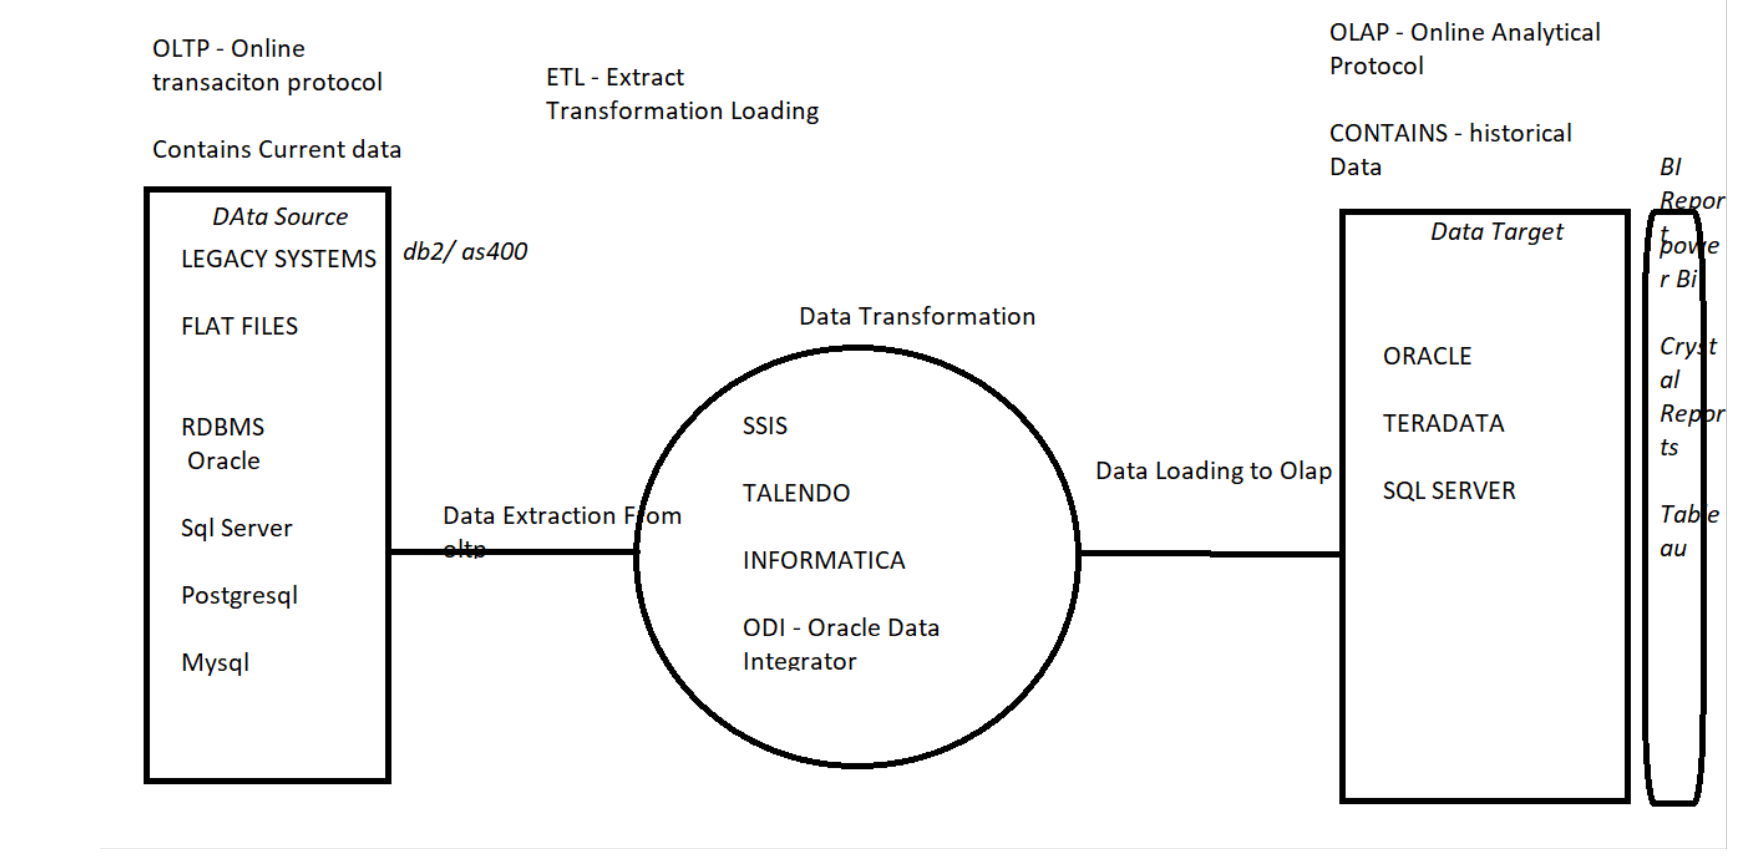 OLTP - Online
transaciton protocol
Contains Current data
ETL - Extract
Transformation Loading
OLAP - Online Analytical
Protocol
CONTAINS - historical
Data
DAta Source
LEGACY SYSTEMS
db2/ as400
FLAT FILES
RDBMS
Oracle
Sql Server
Postgresql
Mysql
Data Extraction From
oltp
Data Transformation
SSIS
TALENDO
INFORMATICA
ODI - Oracle Data
Integrator
Data Loading to Olap
Data Target
ORACLE
TERADATA
SQL SERVER
BI
Repor
t
powe
r Bi
Cryst
al
Repor
ts
Table
au